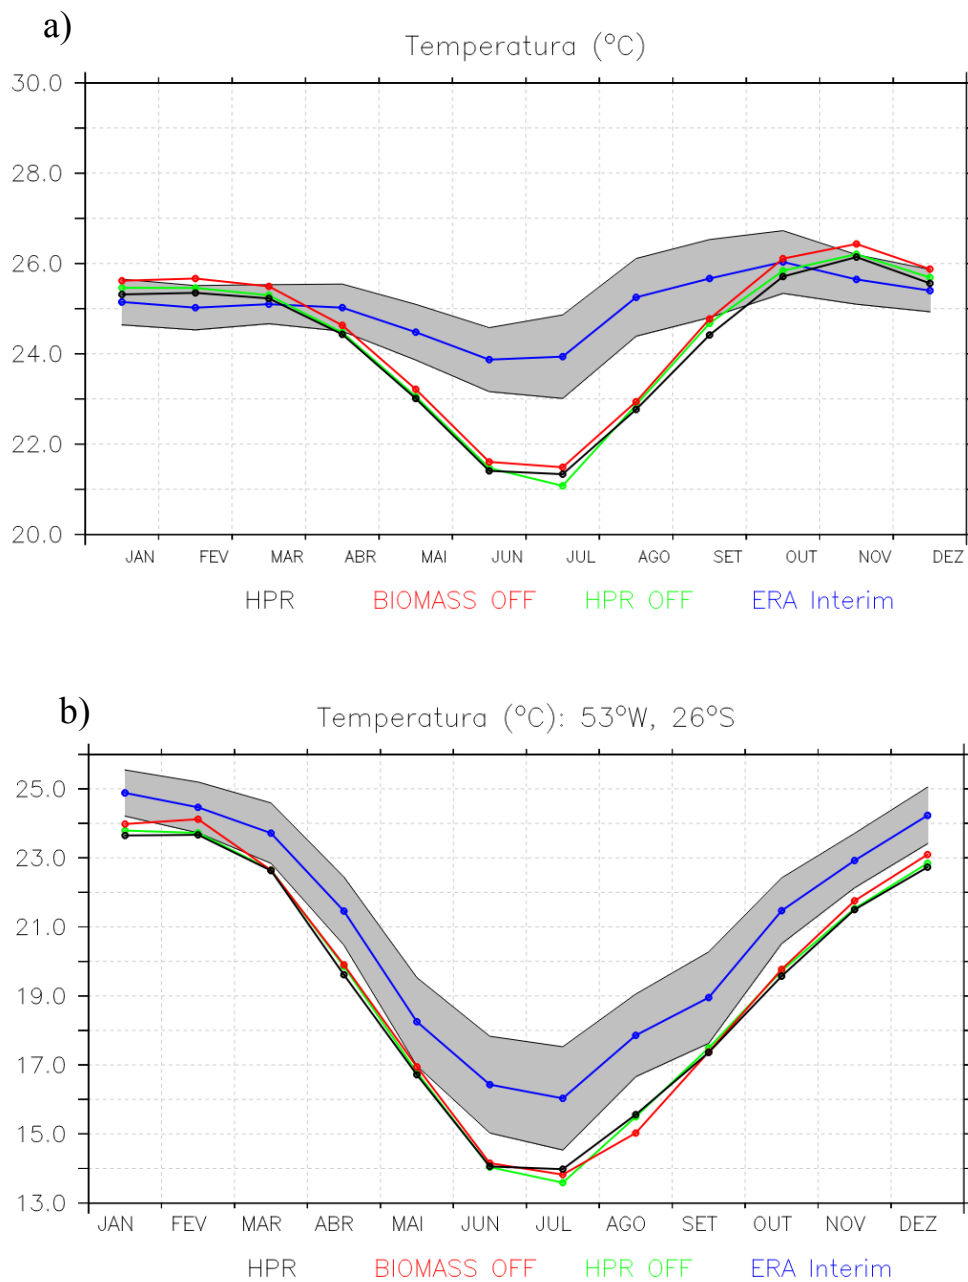 a)
Temperatura (°C)
30.0
28.0
26.0
24.0
22.0
20.0
JAN FEV MAR ABR MAI JUN JUL AGO SET OUT NOV DEZ
HPR BIOMASS OFF HPR OFF ERA Interim
b)
Temperatura (°C): 53°W, 26°S
25.0
23.0
21.0
19.0
17.0
15.0
13.0
JAN FEV MAR ABR MAI JUN JUL AGO SET OUT NOV DEZ
HPR BIOMASS OFF HPR OFF ERA Interim